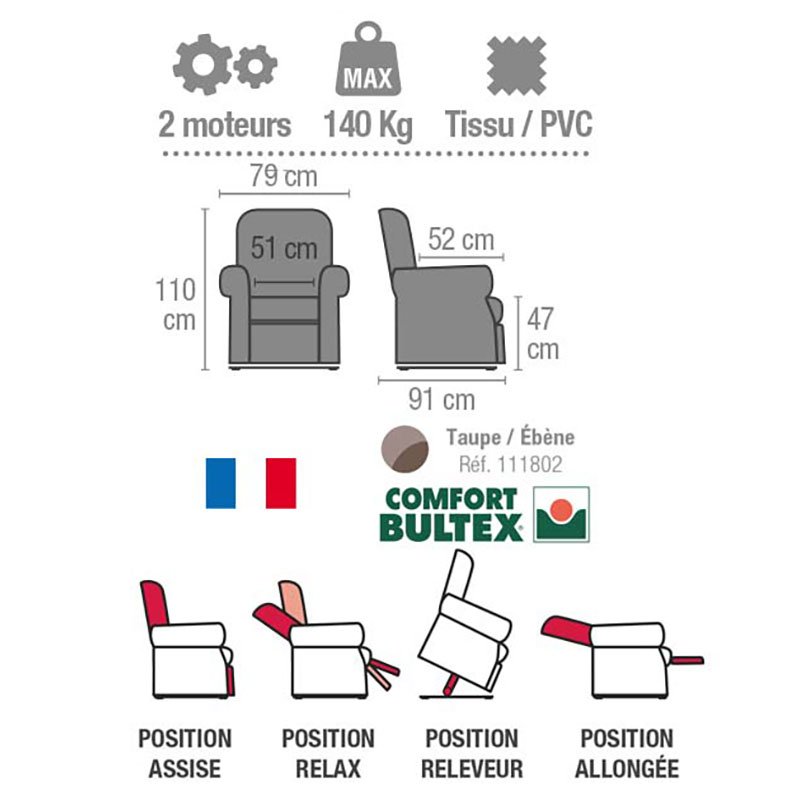 MAX
2 moteurs 140 Kg Tissu / PVC
79 cm
51 cm
52 cm
110
cm
47
cm
91 cm
Taupe / Ébène
Réf. 111802
COMFORT
BULTEX®
POSITION
ASSISE
POSITION
RELAX
POSITION
RELEVEUR
POSITION
ALLONGÉE